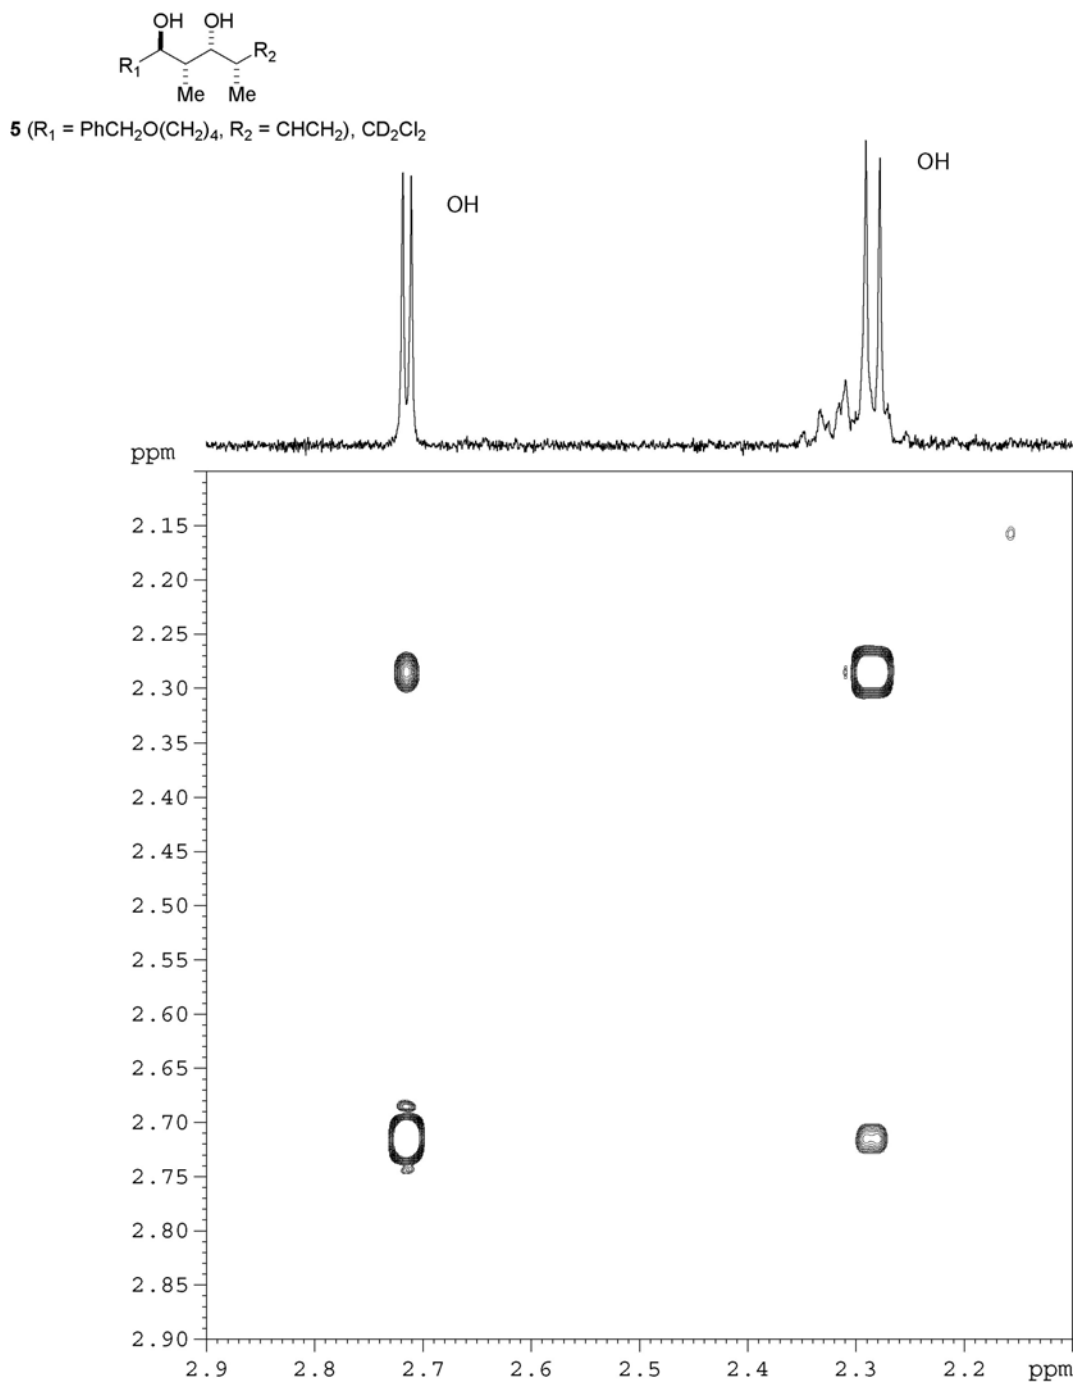 OH OH
R₁ R₂
Me Me
5 (R₁ = PhCH₂O(CH₂)₄, R₂ = CHCH₂), CD₂Cl₂
OH
OH
ppm
2.15
2.20
2.25
2.30
2.35
2.40
2.45
2.50
2.55
2.60
2.65
2.70
2.75
2.80
2.85
2.90
2.9 2.8 2.7 2.6 2.5 2.4 2.3 2.2 ppm